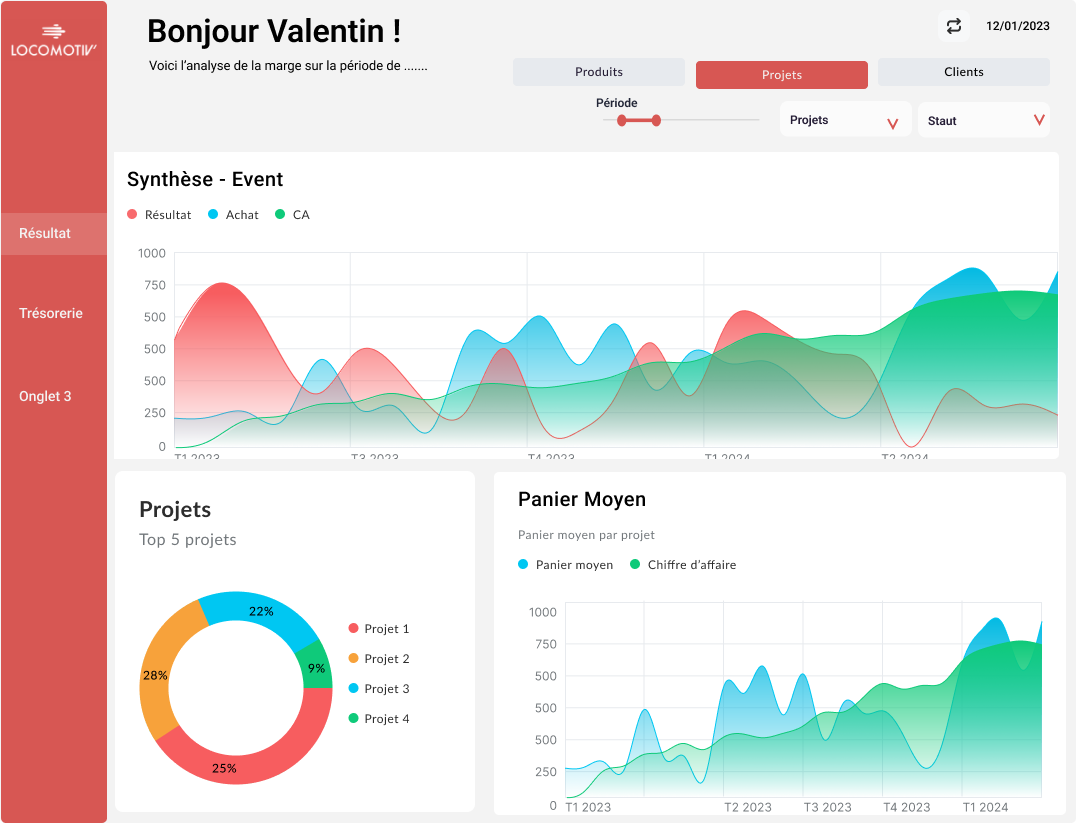 LOCOMOTIV'
Bonjour Valentin !
12/01/2023
Voici l'analyse de la marge sur la période de .......
Produits
Projets
Clients
Période
Projets
Staut
Résultat
Trésorerie
Onglet 3
Synthèse - Event
Résultat
Achat
CA
1000
750
500
500
500
250
0
T1 2023
T3 2023
T4 2023
T1 2024
T2 2024
Projets
Top 5 projets
22%
9%
28%
25%
Projet 1
Projet 2
Projet 3
Projet 4
Panier Moyen
Panier moyen par projet
Panier moyen
Chiffre d'affaire
1000
750
500
500
500
250
0
T1 2023
T2 2023
T3 2023
T4 2023
T1 2024